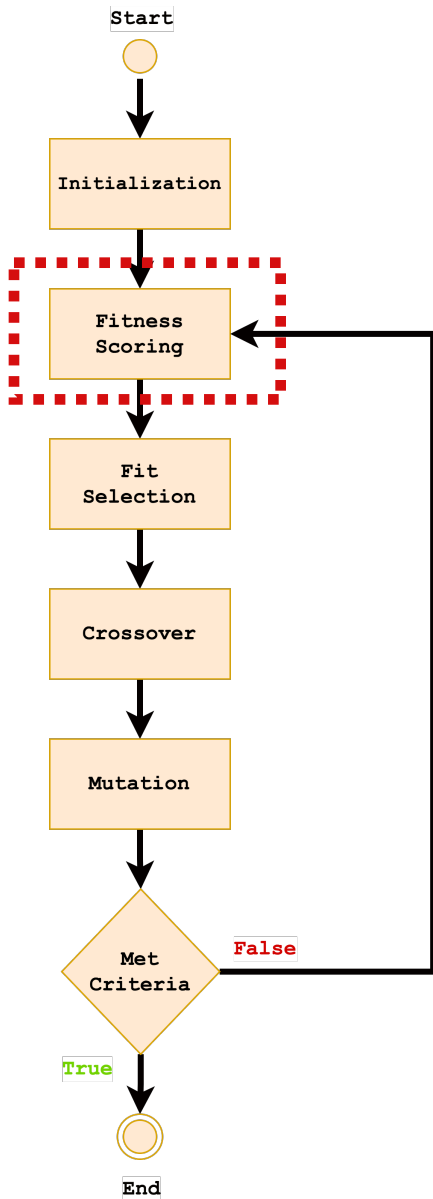 Start
Initialization
Fitness
Scoring
Fit
Selection
Crossover
Mutation
Met
Criteria
False
True
End